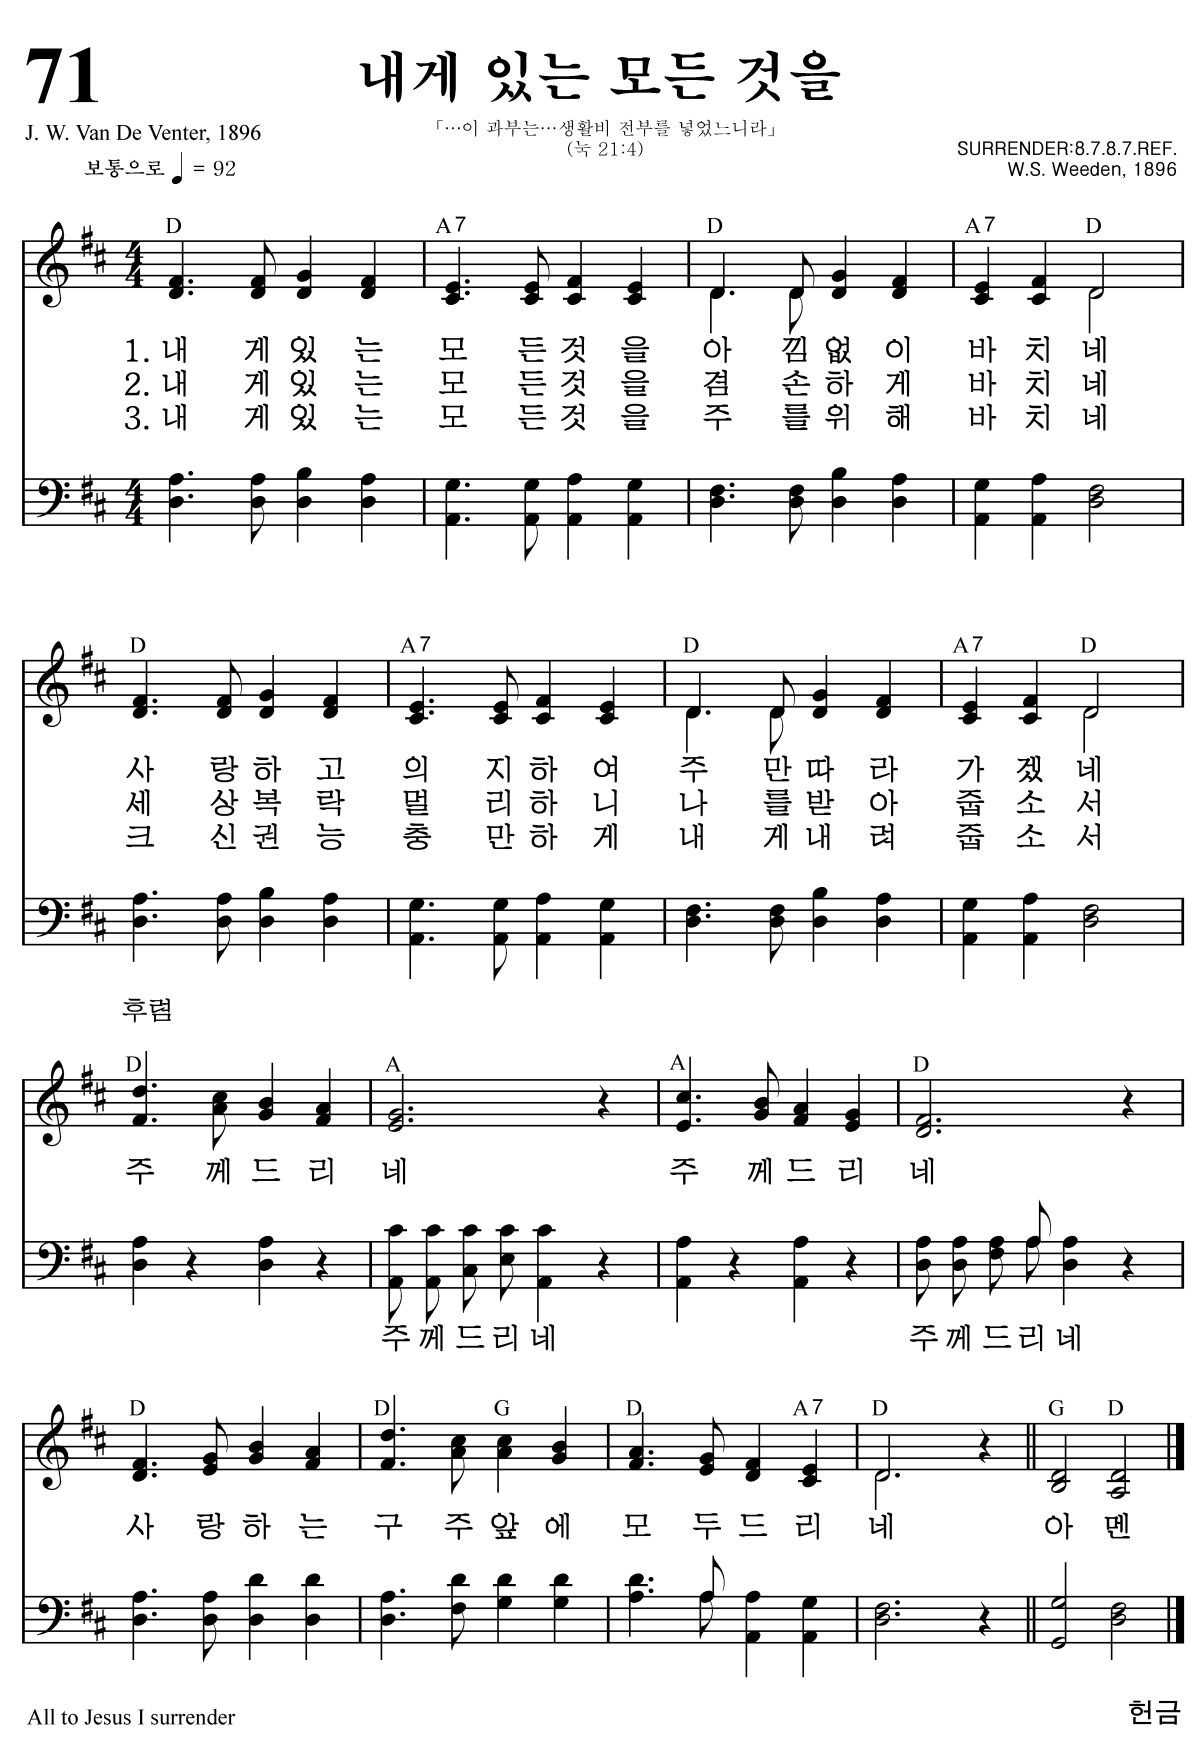 71
내게 있는 모든 것을
J. W. Van De Venter, 1896
「…이 과부는…생활비 전부를 넣었느니라」
(눅 21:4)
SURRENDER:8.7.8.7.REF.
보통으로 = 92
W.S. Weeden, 1896
D A7 D A7 D
1. 내 게 있 는 모 든 것 을 아 낌 없 이 바 치 네
2. 내 게 있 는 모 든 것 을 겸 손 하 게 바 치 네
3. 내 게 있 는 모 든 것 을 주 를 위 해 바 치 네
D A7 D A7 D
사 랑 하 고 의 지 하 여 주 만 따 라 가 겠 네
세 상 복 락 멀 리 하 니 나 를 받 아 줍 소 서
크 신 권 능 충 만 하 게 내 게 내 려 줍 소 서
후렴
D A A D
주 께 드 리 네 주 께 드 리 네
주 께 드 리 네 주 께 드 리 네
D D G D A7 D G D
사 랑 하 는 구 주 앞 에 모 두 드 리 네 아 멘
All to Jesus I surrender
헌금